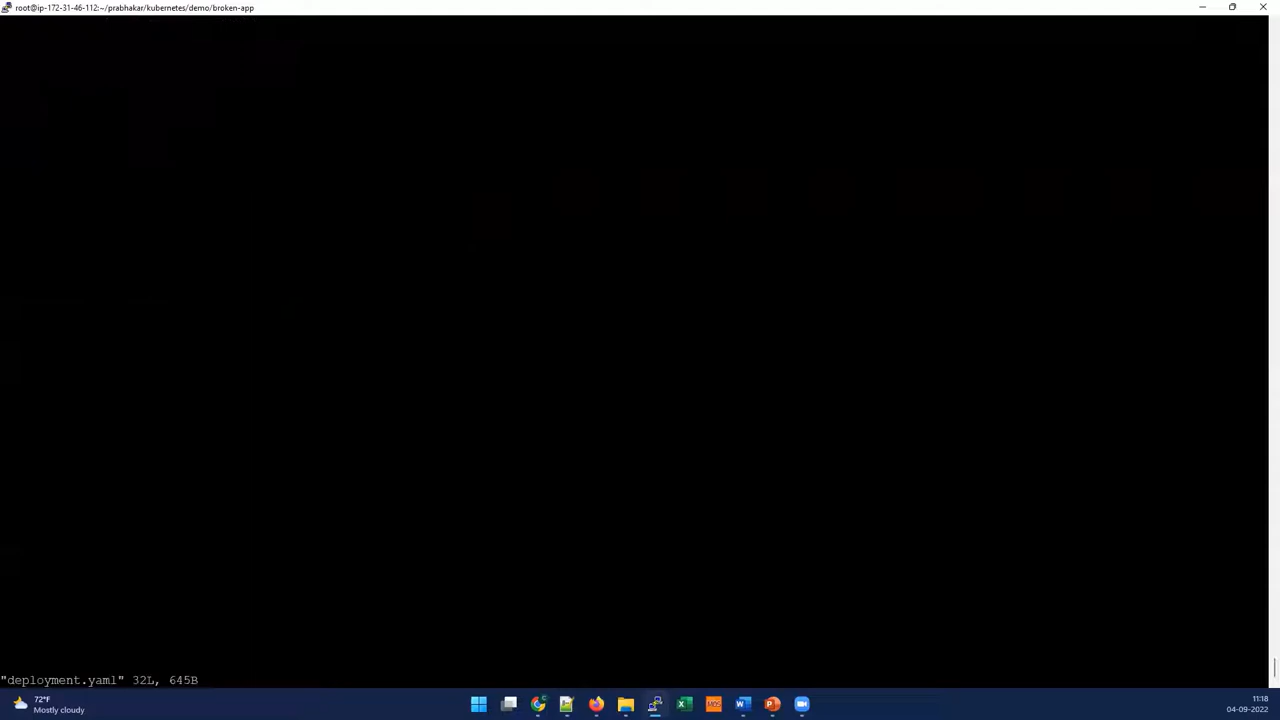 root@ip-172-31-46-112:~/prabhakar/kubernetes/demo/broken-app
"deployment.yaml" 32L, 645B
72°F
Mostly cloudy
MOS
11:18
04-09-2022